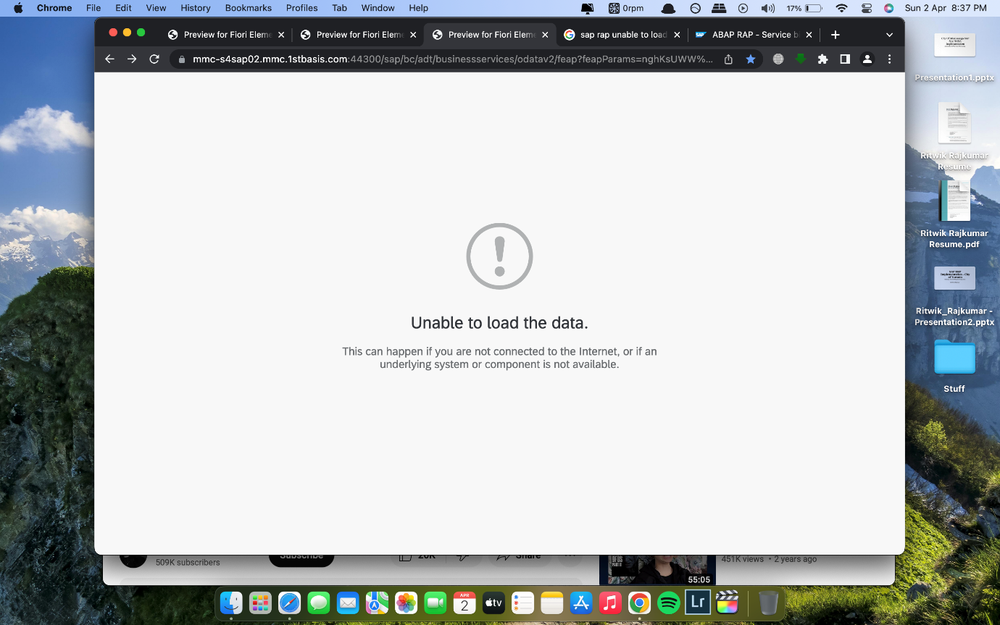 Chrome File Edit View History Bookmarks Profiles Tab Window Help 0rpm 17% Sun 2 Apr 8:37 PM
Preview for Fiori Eleme Preview for Fiori Eleme Preview for Fiori Eleme sap rap unable to load SAP ABAP RAP - Service b
mmc-s4sap02.mmc.1stbasis.com:44300/sap/bc/adt/businessservices/odatav2/feap?feapParams=nghKsUWW%...
Unable to load the data.
This can happen if you are not connected to the Internet, or if an
underlying system or component is not available.
Presentation1.pptx
Ritwik Rajkumar
Resume
Ritwik Rajkumar
Resume.pdf
Ritwik_Rajkumar -
Presentation2.pptx
Stuff
509K subscribers
Subscribe
20K
Share
55:05
451K views • 2 years ago
APR
2
tv
Lr